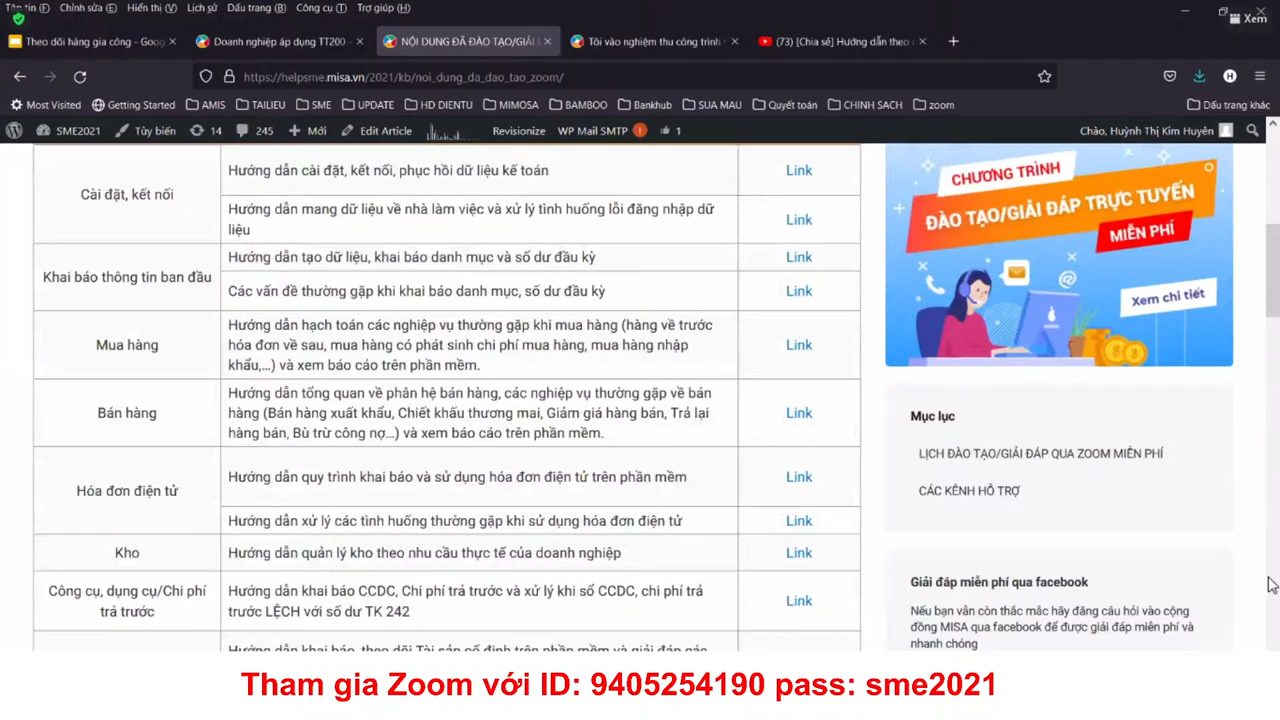 Tên tin (F) Chỉnh sửa (E) Hiển thị (V) Lịch sử Dấu trang (B) Công cụ (T) Trợ giúp (H)
Xem
Theo dõi hàng gia công - Goog
Doanh nghiệp áp dụng TT200 -
NỘI DUNG ĐÃ ĐÀO TẠO/GIẢI
Tôi vào nghiệm thu công trình
(73) [Chia sẻ] Hướng dẫn theo
https://helpsme.misa.vn/2021/kb/noi_dung_da_dao_tao_zoom/
Most Visited Getting Started AMIS TAILIEU SME UPDATE HD DIENTU MIMOSA BAMBOO Bankhub SUA MAU Quyết toán CHINH SACH zoom Dấu trang khác
SME2021 Tùy biến 14 245 Mới Edit Article Revisionize WP Mail SMTP ! 1 Chào, Huỳnh Thị Kim Huyên
Cài đặt, kết nối
Hướng dẫn cài đặt, kết nối, phục hồi dữ liệu kế toán
Link
Hướng dẫn mang dữ liệu về nhà làm việc và xử lý tình huống lỗi đăng nhập dữ
liệu
Link
Khai báo thông tin ban đầu
Hướng dẫn tạo dữ liệu, khai báo danh mục và số dư đầu kỳ
Link
Các vấn đề thường gặp khi khai báo danh mục, số dư đầu kỳ
Link
Mua hàng
Hướng dẫn hạch toán các nghiệp vụ thường gặp khi mua hàng (hàng về trước
hóa đơn về sau, mua hàng có phát sinh chi phí mua hàng, mua hàng nhập
khẩu,...) và xem báo cáo trên phần mềm.
Link
Bán hàng
Hướng dẫn tổng quan về phân hệ bán hàng, các nghiệp vụ thường gặp về bán
hàng (Bán hàng xuất khẩu, Chiết khấu thương mai, Giảm giá hàng bán, Trả lại
hàng bán, Bù trừ công nợ...) và xem báo cáo trên phần mềm.
Link
Hóa đơn điện tử
Hướng dẫn quy trình khai báo và sử dụng hóa đơn điện tử trên phần mềm
Link
Hướng dẫn xử lý các tình huống thường gặp khi sử dụng hóa đơn điện tử
Link
Kho
Hướng dẫn quản lý kho theo nhu cầu thực tế của doanh nghiệp
Link
Công cụ, dụng cụ/Chi phí
trả trước
Hướng dẫn khai báo CCDC, Chi phí trả trước và xử lý khi sổ CCDC, chi phí trả
trước LỆCH với số dư TK 242
Link
Hướng dẫn khai báo, theo dõi Tài sản cố định trên phần mềm và giải đáp các
CHƯƠNG TRÌNH
ĐÀO TẠO/GIẢI ĐÁP TRỰC TUYẾN
MIỄN PHÍ
Xem chi tiết
Mục lục
LỊCH ĐÀO TẠO/GIẢI ĐÁP QUA ZOOM MIỄN PHÍ
CÁC KÊNH HỖ TRỢ
Giải đáp miễn phí qua facebook
Nếu bạn vẫn còn thắc mắc hãy đăng câu hỏi vào cộng
đồng MISA qua facebook để được giải đáp miễn phí và
nhanh chóng
Tham gia Zoom với ID: 9405254190 pass: sme2021